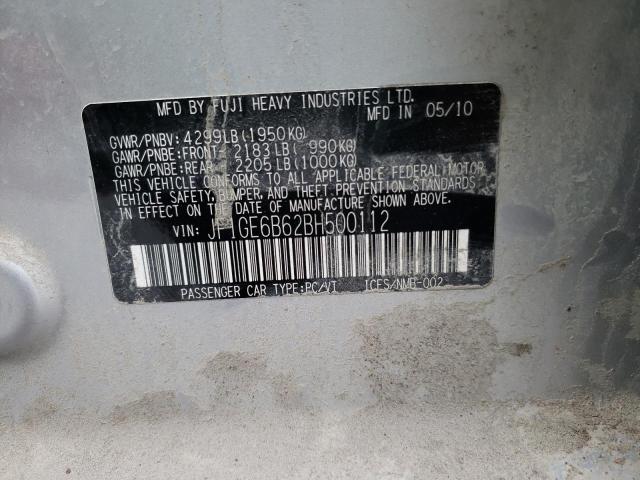 MFD BY FUJI HEAVY INDUSTRIES LTD.
MFD IN 05/10
GVWR/PNBV: 4299LB(1950KG)
GAWR/PNBE:FRONT: 2183LB( 990KG)
GAWR/PNBE:REAR : 2205LB(1000KG)
THIS VEHICLE CONFORMS TO ALL APPLICABLE FEDERAL MOTOR
VEHICLE SAFETY,BUMPER,AND THEFT PREVENTION STANDARDS
IN EFFECT ON THE DATE OF MANUFACTURE SHOWN ABOVE.
VIN: JF1GE6B62BH500112
PASSENGER CAR TYPE:PC/VT ICES/NMB-002